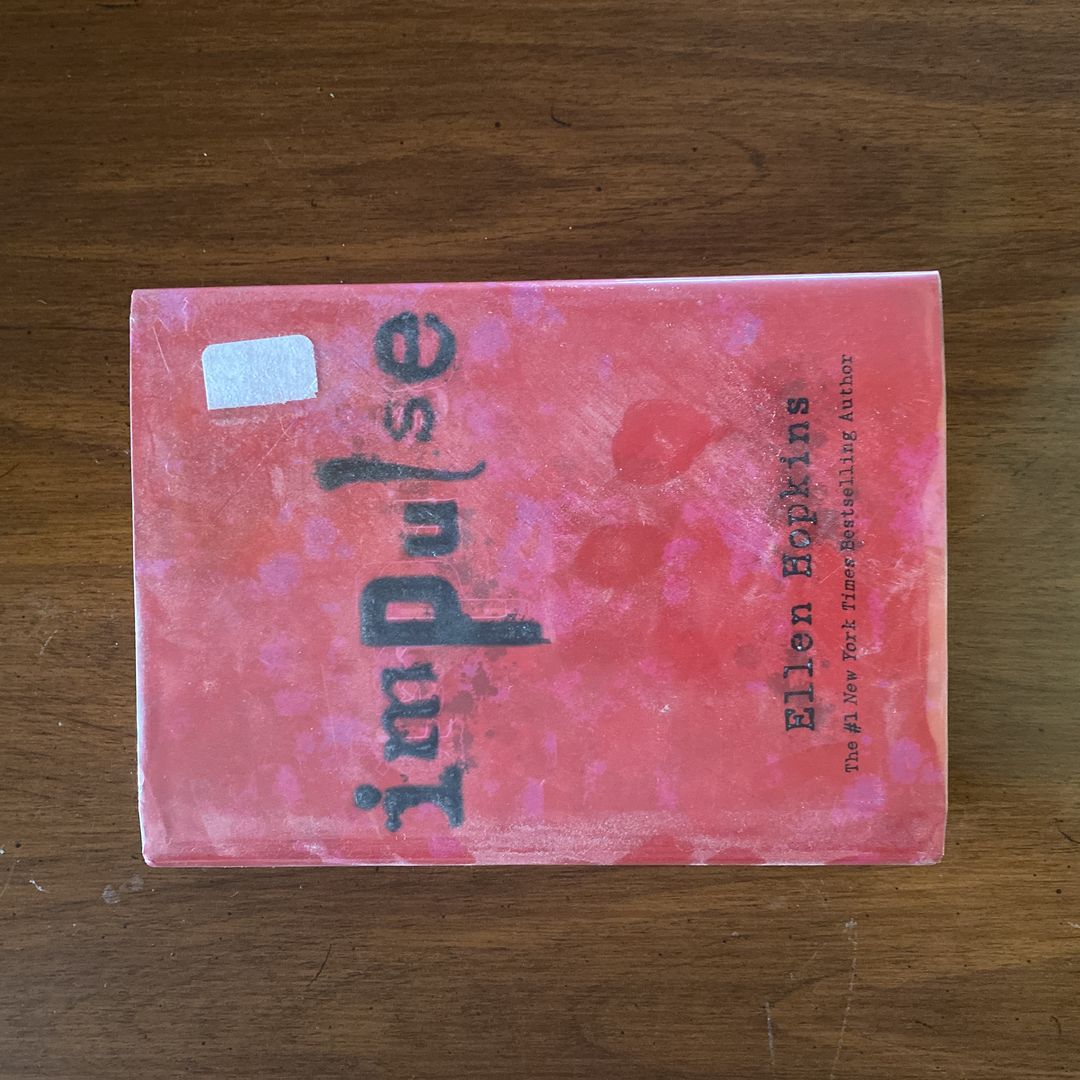 impulse
Ellen Hopkins
The #1 New York Times Bestselling Author